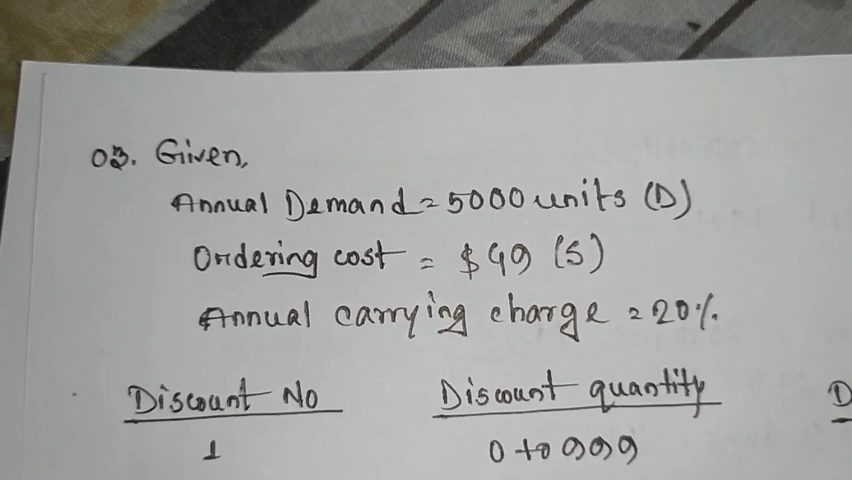 03. Given,
Annual Demand = 5000 units (D)
Ordering cost = $49 (S)
Annual carrying charge = 20%.
Discount No Discount quantity D
1 0 to 999